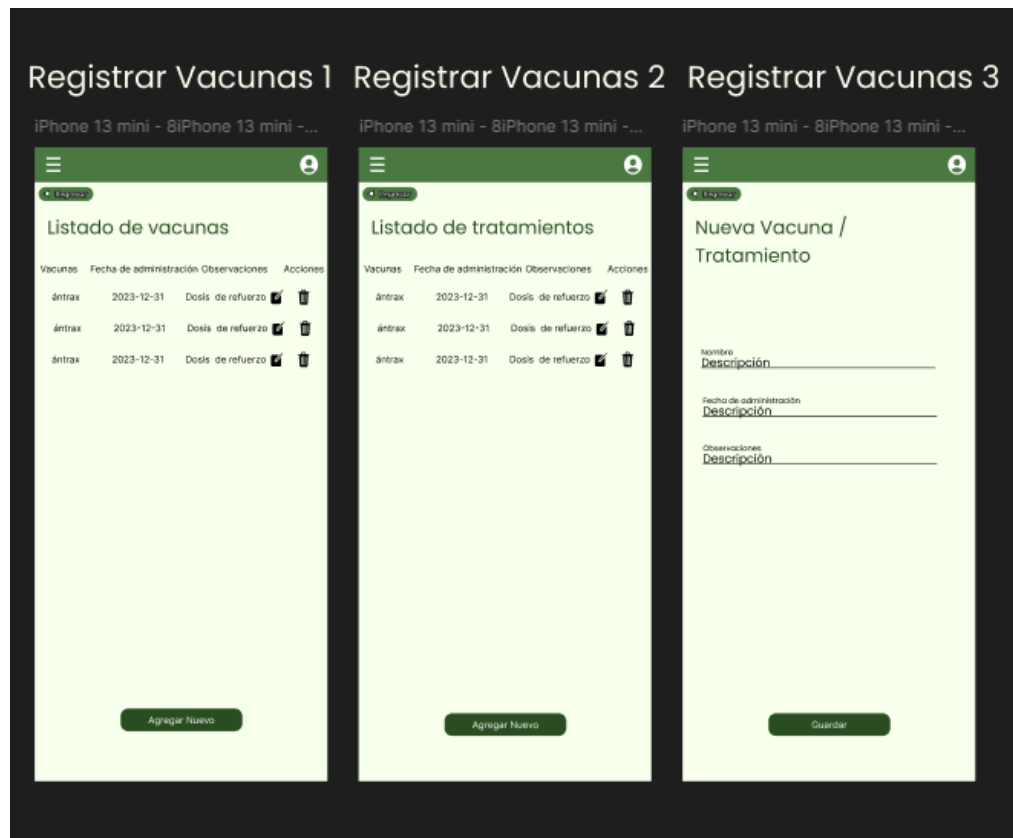 Registrar Vacunas 1
Registrar Vacunas 2
Registrar Vacunas 3
iPhone 13 mini - 8iPhone 13 mini -...
iPhone 13 mini - 8iPhone 13 mini -...
iPhone 13 mini - 8iPhone 13 mini -...
Regresar
Listado de vacunas
Vacunas Fecha de administración Observaciones Acciones
ántrax 2023-12-31 Dosis de refuerzo
ántrax 2023-12-31 Dosis de refuerzo
ántrax 2023-12-31 Dosis de refuerzo
Agregar Nuevo
Regresar
Listado de tratamientos
Vacunas Fecha de administración Observaciones Acciones
ántrax 2023-12-31 Dosis de refuerzo
ántrax 2023-12-31 Dosis de refuerzo
ántrax 2023-12-31 Dosis de refuerzo
Agregar Nuevo
Regresar
Nueva Vacuna /
Tratamiento
Nombre
Descripción
Fecha de administración
Descripción
Observaciones
Descripción
Guardar